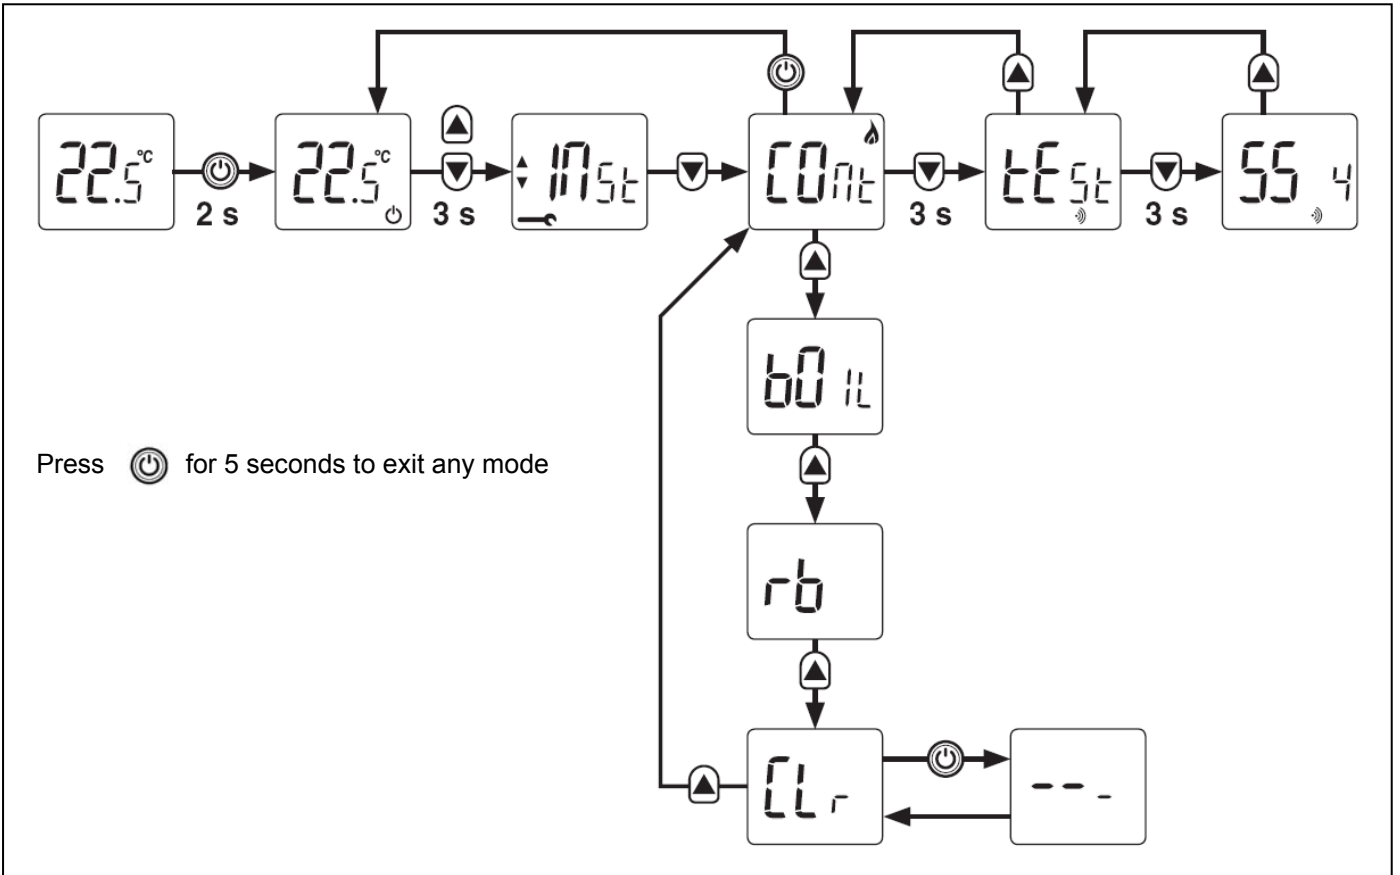 22.5°C
2 s
22.5°C
3 s
INSt
CONt
3 s
tESt
3 s
SS 4
bOIL
Press for 5 seconds to exit any mode
rb
CLr
-- -